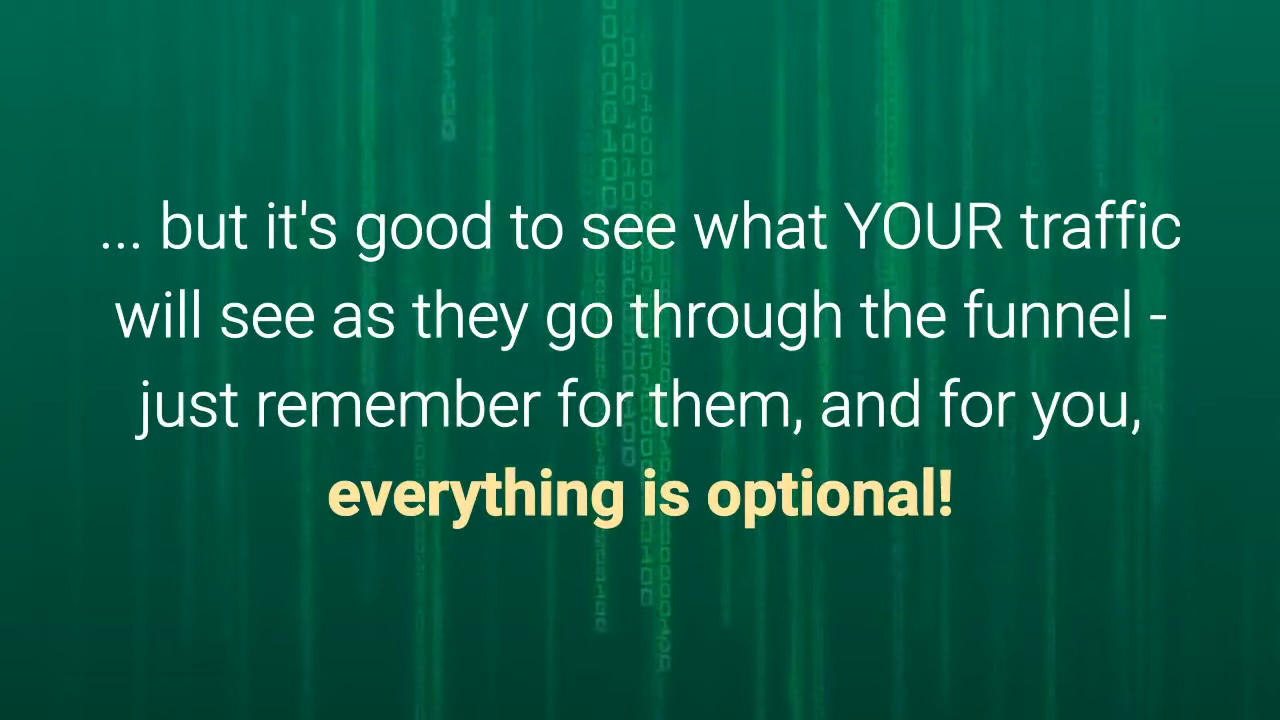 ... but it's good to see what YOUR traffic
will see as they go through the funnel -
just remember for them, and for you,
everything is optional!